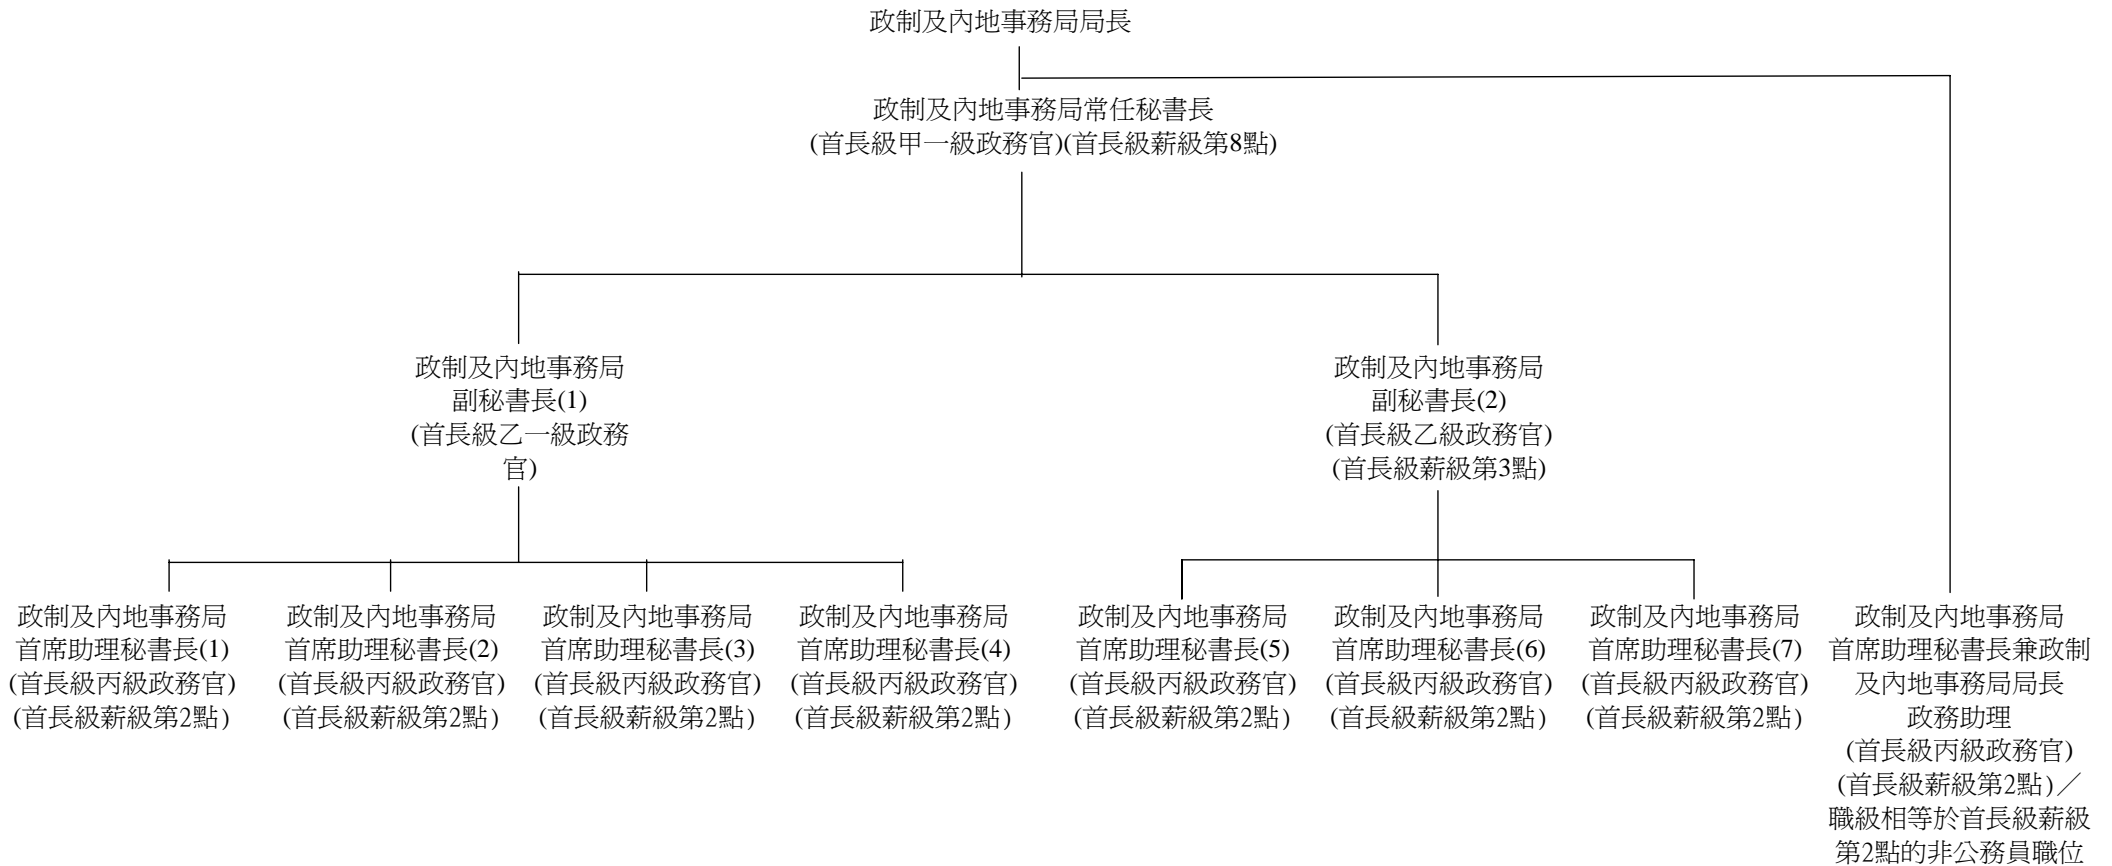 政制及內地事務局局長
政制及內地事務局常任秘書長
(首長級甲一級政務官)(首長級薪級第8點)
政制及內地事務局
副秘書長(1)
(首長級乙一級政務
官)
政制及內地事務局
副秘書長(2)
(首長級乙級政務官)
(首長級薪級第3點)
政制及內地事務局
首席助理秘書長(1)
(首長級丙級政務官)
(首長級薪級第2點)
政制及內地事務局
首席助理秘書長(2)
(首長級丙級政務官)
(首長級薪級第2點)
政制及內地事務局
首席助理秘書長(3)
(首長級丙級政務官)
(首長級薪級第2點)
政制及內地事務局
首席助理秘書長(4)
(首長級丙級政務官)
(首長級薪級第2點)
政制及內地事務局
首席助理秘書長(5)
(首長級丙級政務官)
(首長級薪級第2點)
政制及內地事務局
首席助理秘書長(6)
(首長級丙級政務官)
(首長級薪級第2點)
政制及內地事務局
首席助理秘書長(7)
(首長級丙級政務官)
(首長級薪級第2點)
政制及內地事務局
首席助理秘書長兼政制
及內地事務局局長
政務助理
(首長級丙級政務官)
(首長級薪級第2點)／
職級相等於首長級薪級
第2點的非公務員職位